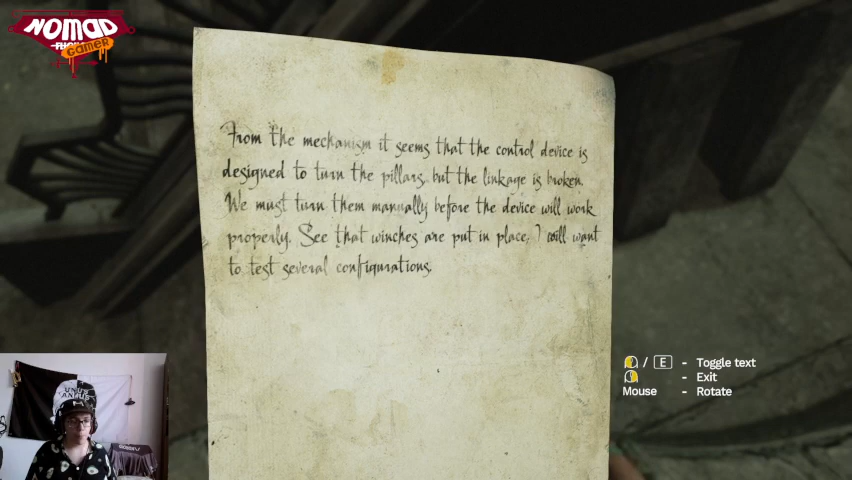 NOMAD
GAMER
From the mechanism it seems that the control device is
designed to turn the pillars, but the linkage is broken.
We must turn them manually before the device will work
properly. See that winches are put in place, I will want
to test several configurations.
/ E - Toggle text
- Exit
Mouse - Rotate